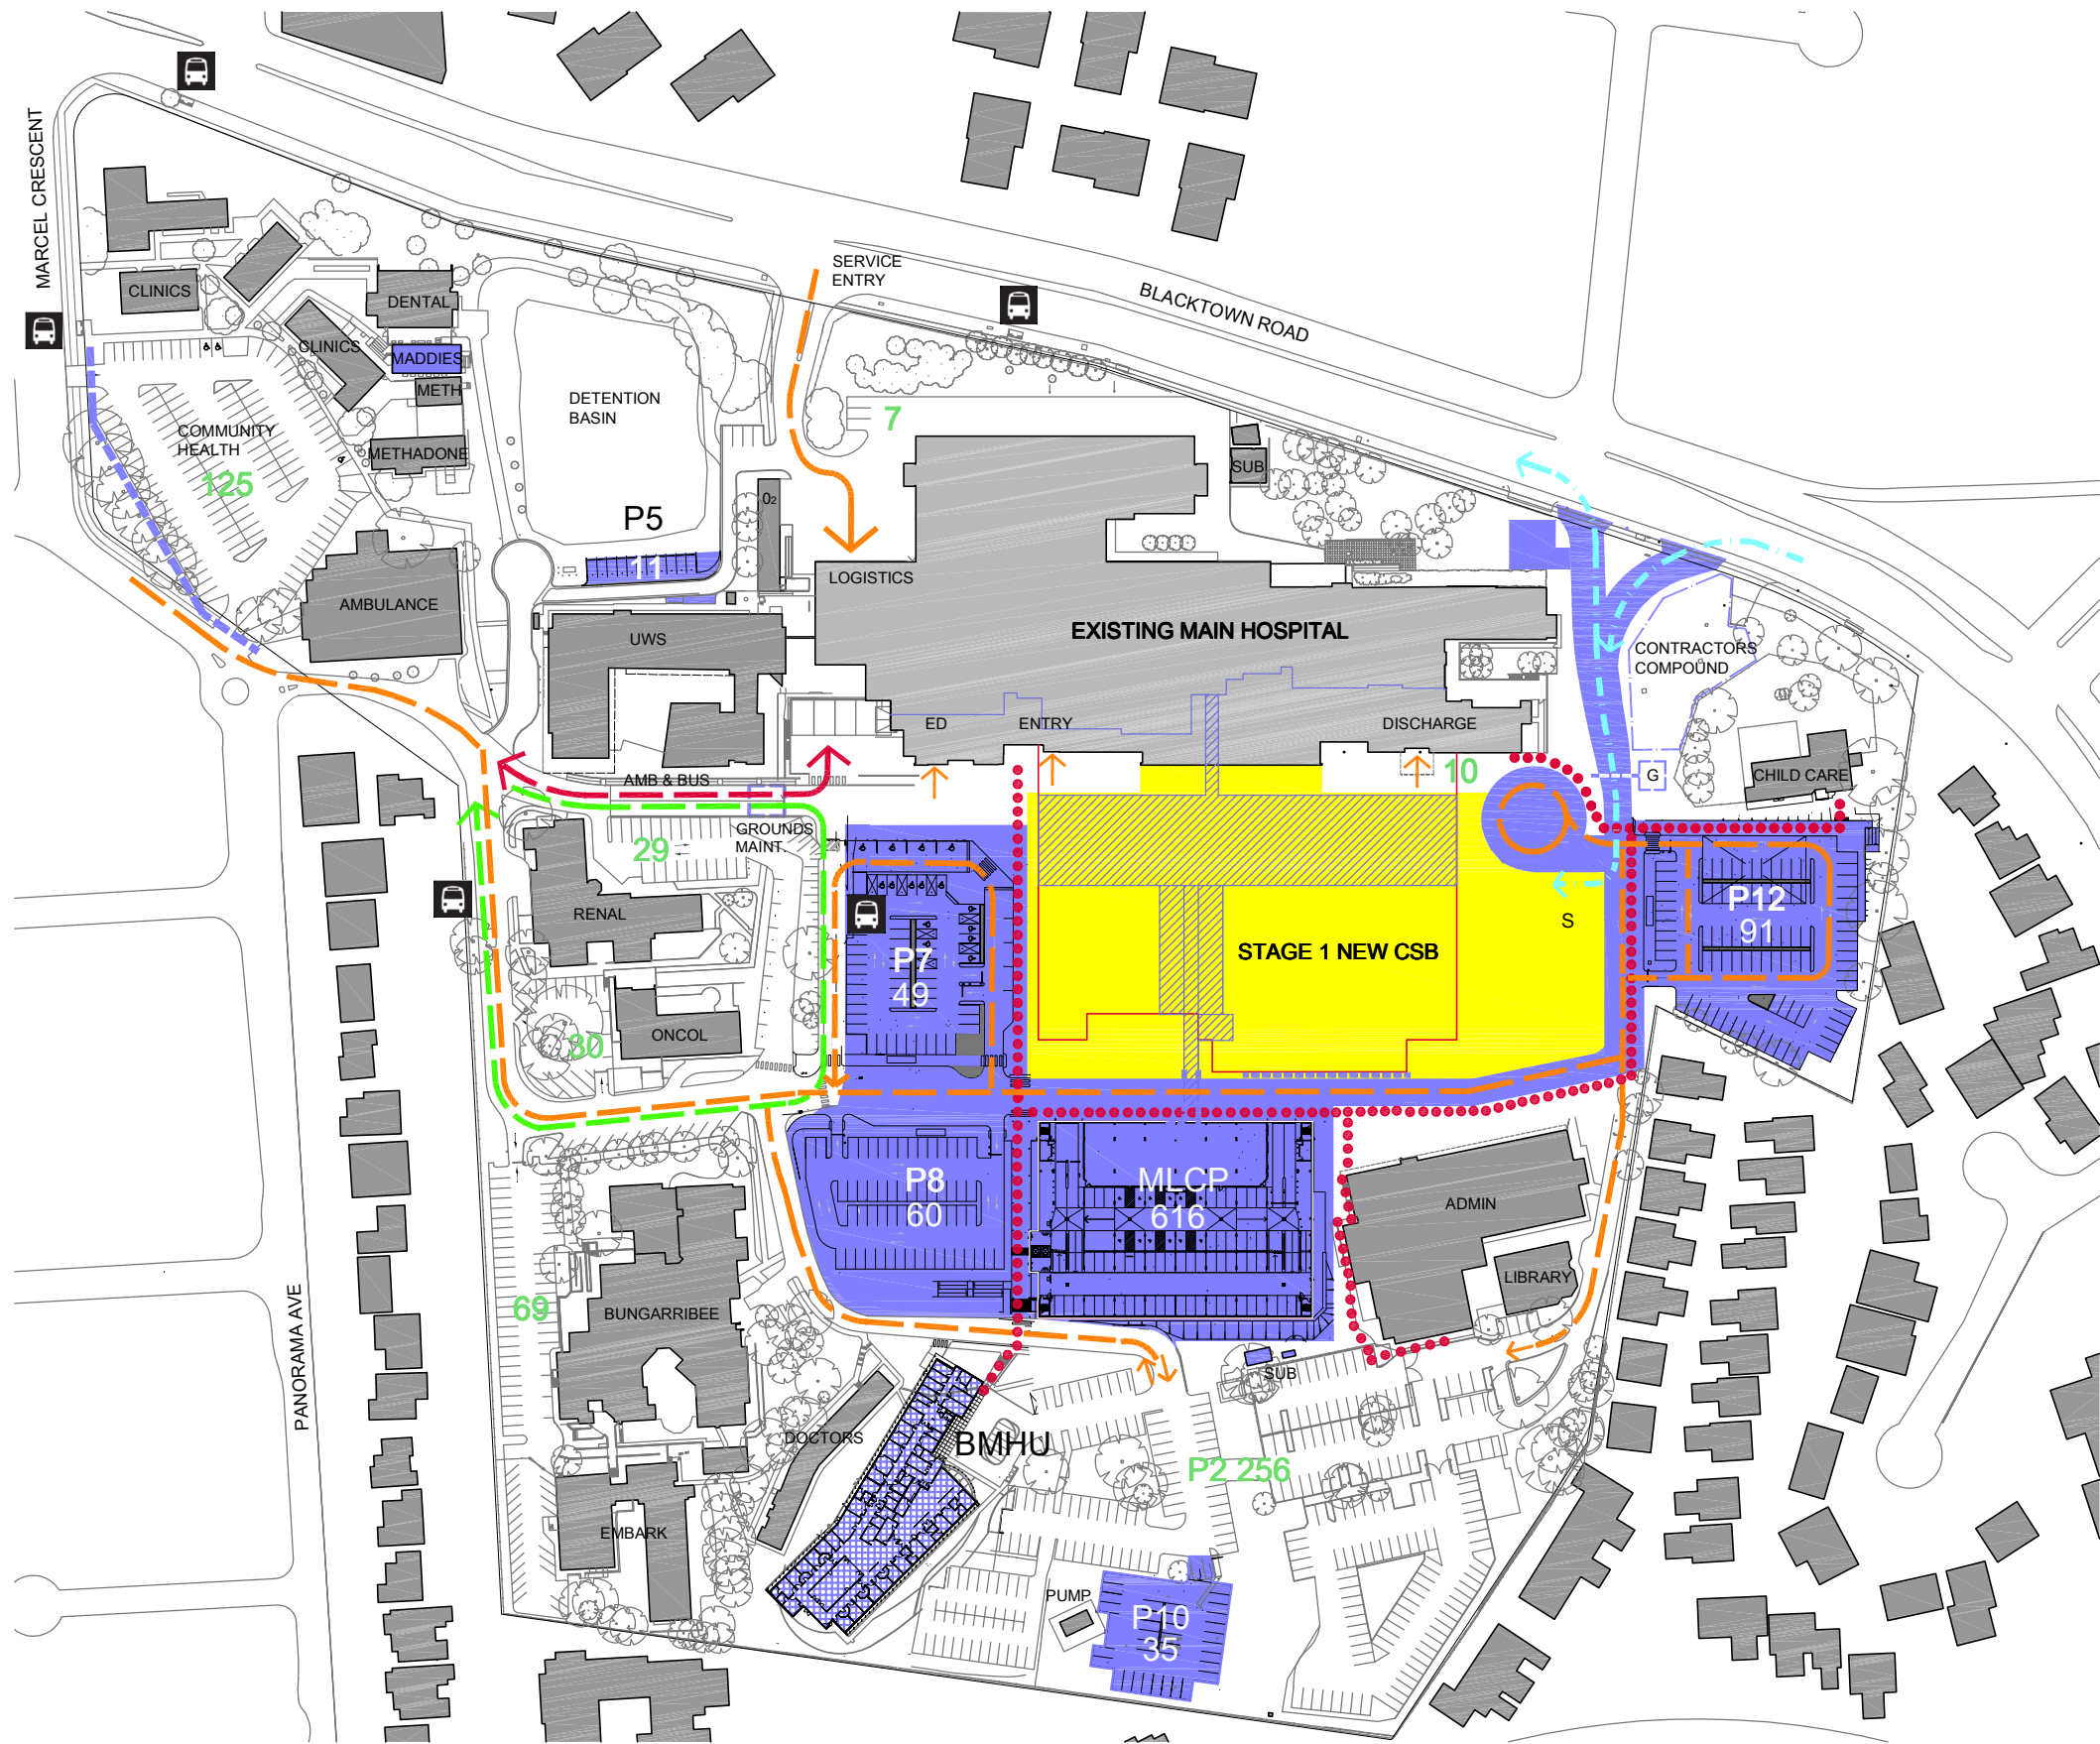 MARCEL CRESCENT
SERVICE
ENTRY
BLACKTOWN ROAD
CLINICS
DENTAL
CLINICS
MADDIES
METH
DETENTION
BASIN
7
COMMUNITY
HEALTH
125
METHADONE
SUB
02
P5
11
LOGISTICS
AMBULANCE
UWS
EXISTING MAIN HOSPITAL
CONTRACTORS
COMPOUND
ED
ENTRY
DISCHARGE
10
AMB & BUS
G
CHILD CARE
GROUNDS
MAINT.
29
RENAL
P12
91
S
STAGE 1 NEW CSB
P7
49
ONCOL
30
P8
60
MLCP
616
ADMIN
LIBRARY
69
BUNGARRIBEE
PANORAMA AVE
SUB
DOCTORS
BMHU
P2 256
EMBARK
PUMP
P10
35